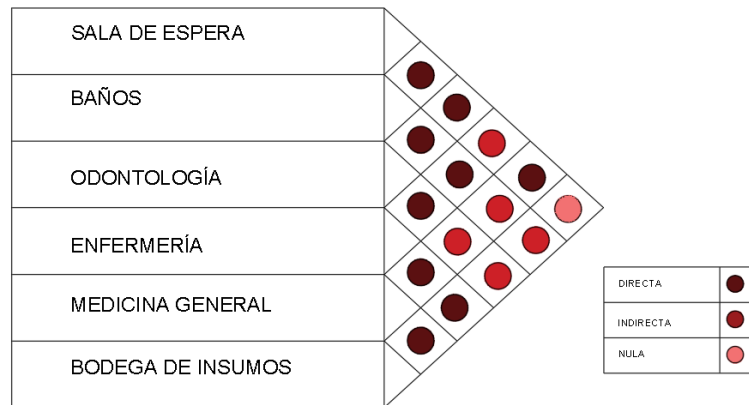 SALA DE ESPERA
BAÑOS
ODONTOLOGÍA
ENFERMERÍA
MEDICINA GENERAL
BODEGA DE INSUMOS
DIRECTA
INDIRECTA
NULA